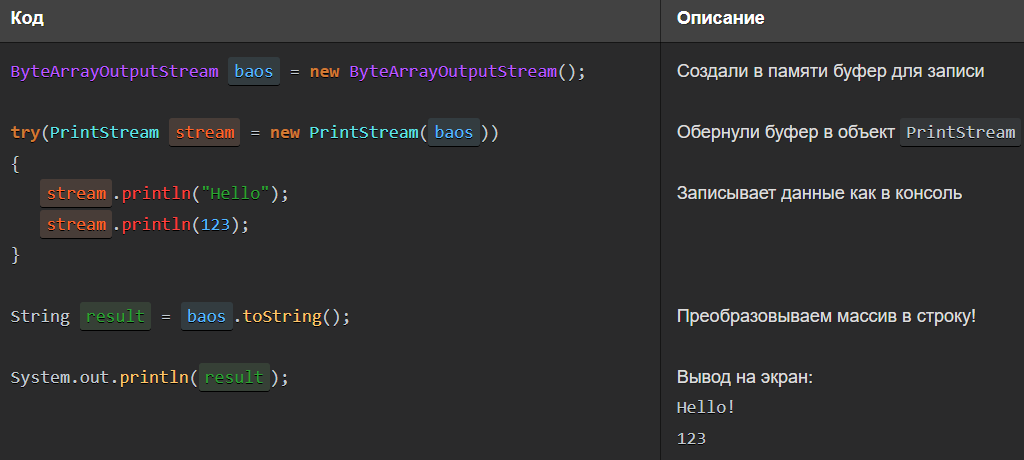 Код Описание
ByteArrayOutputStream baos = new ByteArrayOutputStream(); Создали в памяти буфер для записи
try(PrintStream stream = new PrintStream(baos)) Обернули буфер в объект PrintStream
{
stream.println("Hello"); Записывает данные как в консоль
stream.println(123);
}
String result = baos.toString(); Преобразовываем массив в строку!
System.out.println(result); Вывод на экран:
Hello!
123